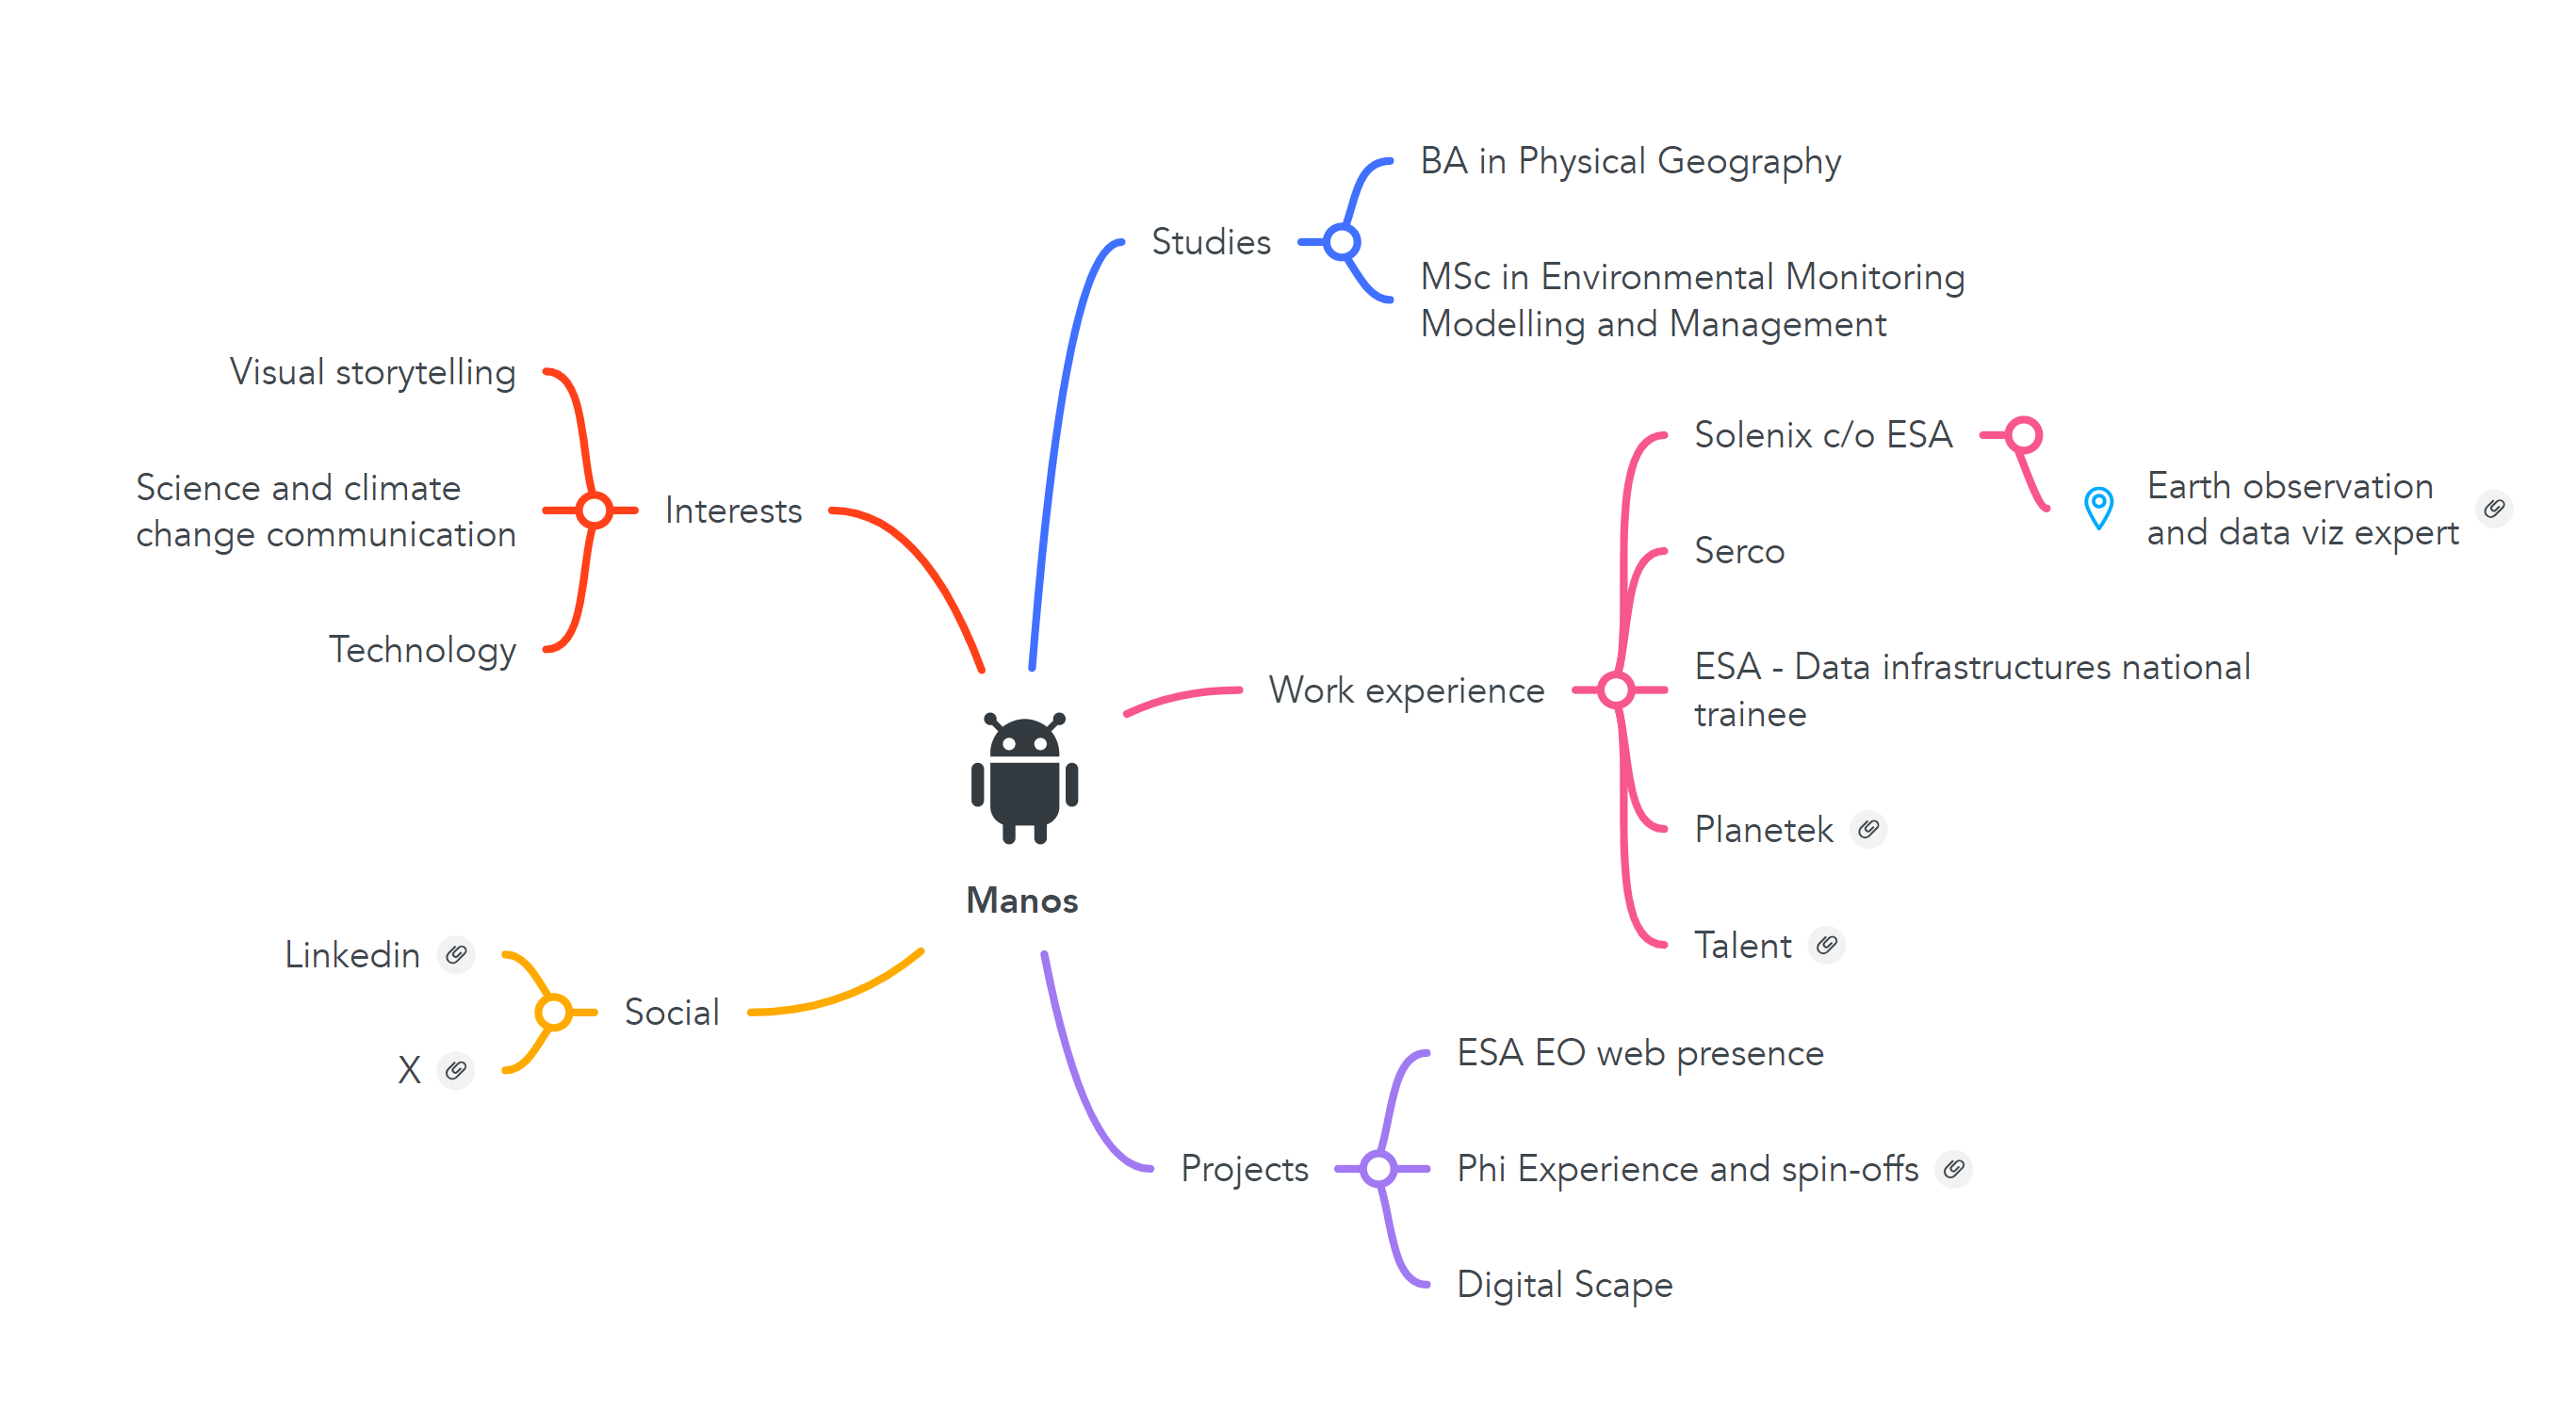 Manos
Studies
BA in Physical Geography
MSc in Environmental Monitoring
Modelling and Management
Work experience
Solenix c/o ESA
Earth observation
and data viz expert
Serco
ESA - Data infrastructures national
trainee
Planetek
Talent
Projects
ESA EO web presence
Phi Experience and spin-offs
Digital Scape
Social
Linkedin
X
Interests
Visual storytelling
Science and climate
change communication
Technology